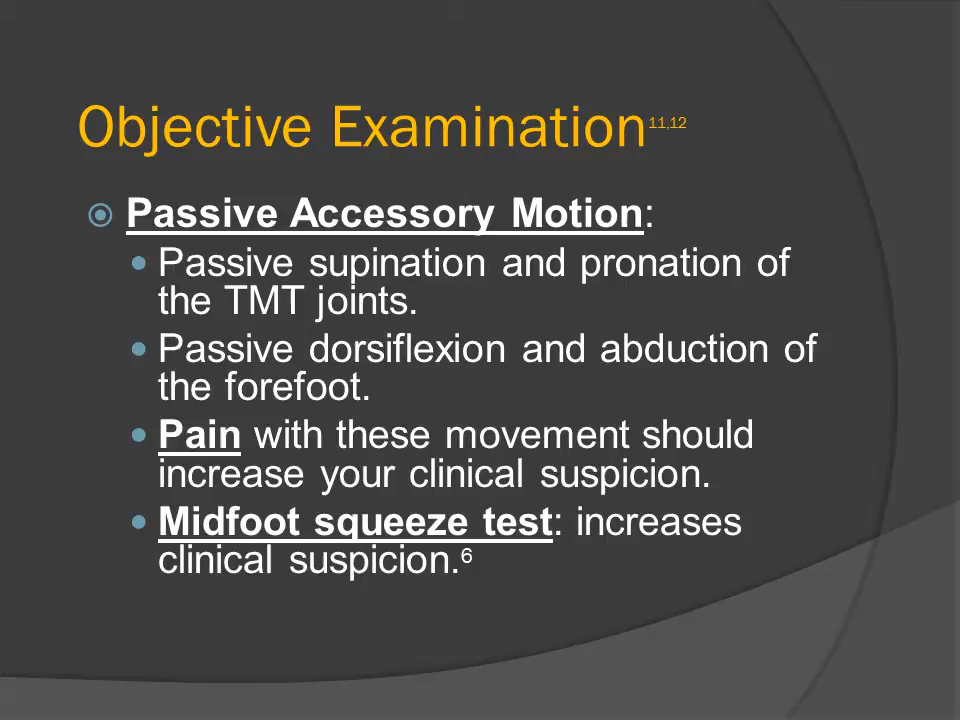 Objective Examination11,12
Passive Accessory Motion:
Passive supination and pronation of
the TMT joints.
Passive dorsiflexion and abduction of
the forefoot.
Pain with these movement should
increase your clinical suspicion.
Midfoot squeeze test: increases
clinical suspicion.6